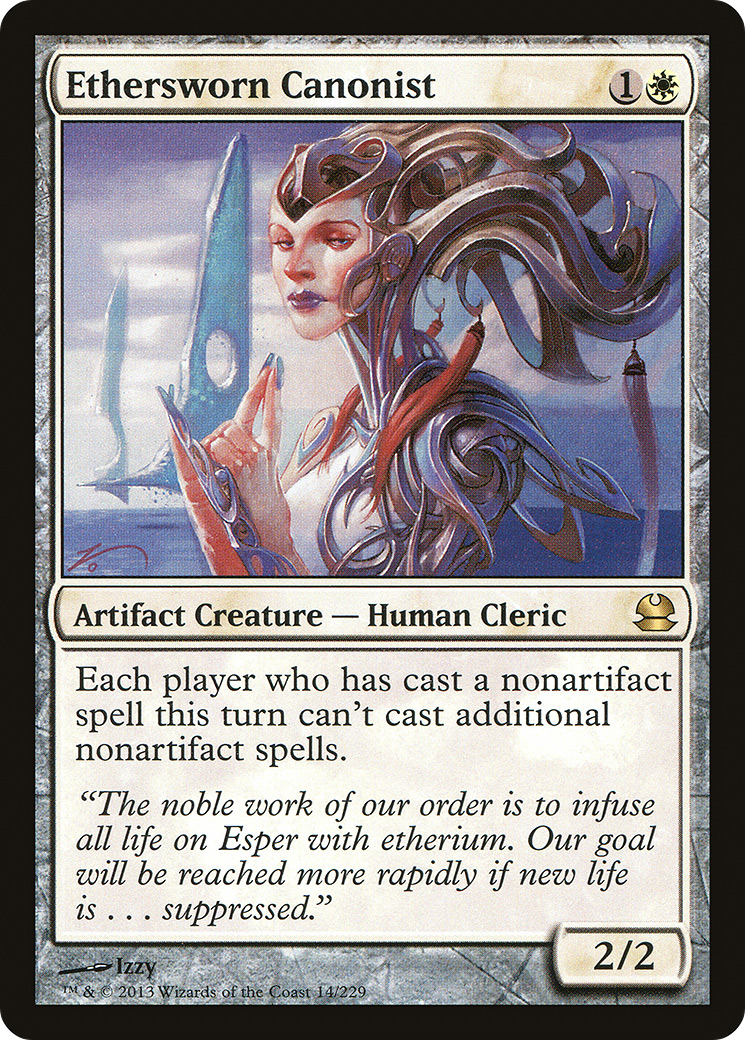 Ethersworn Canonist 1
Artifact Creature — Human Cleric
Each player who has cast a nonartifact
spell this turn can't cast additional
nonartifact spells.
“The noble work of our order is to infuse
all life on Esper with etherium. Our goal
will be reached more rapidly if new life
is . . . suppressed.”
2/2
Izzy
™ & © 2013 Wizards of the Coast 14/229